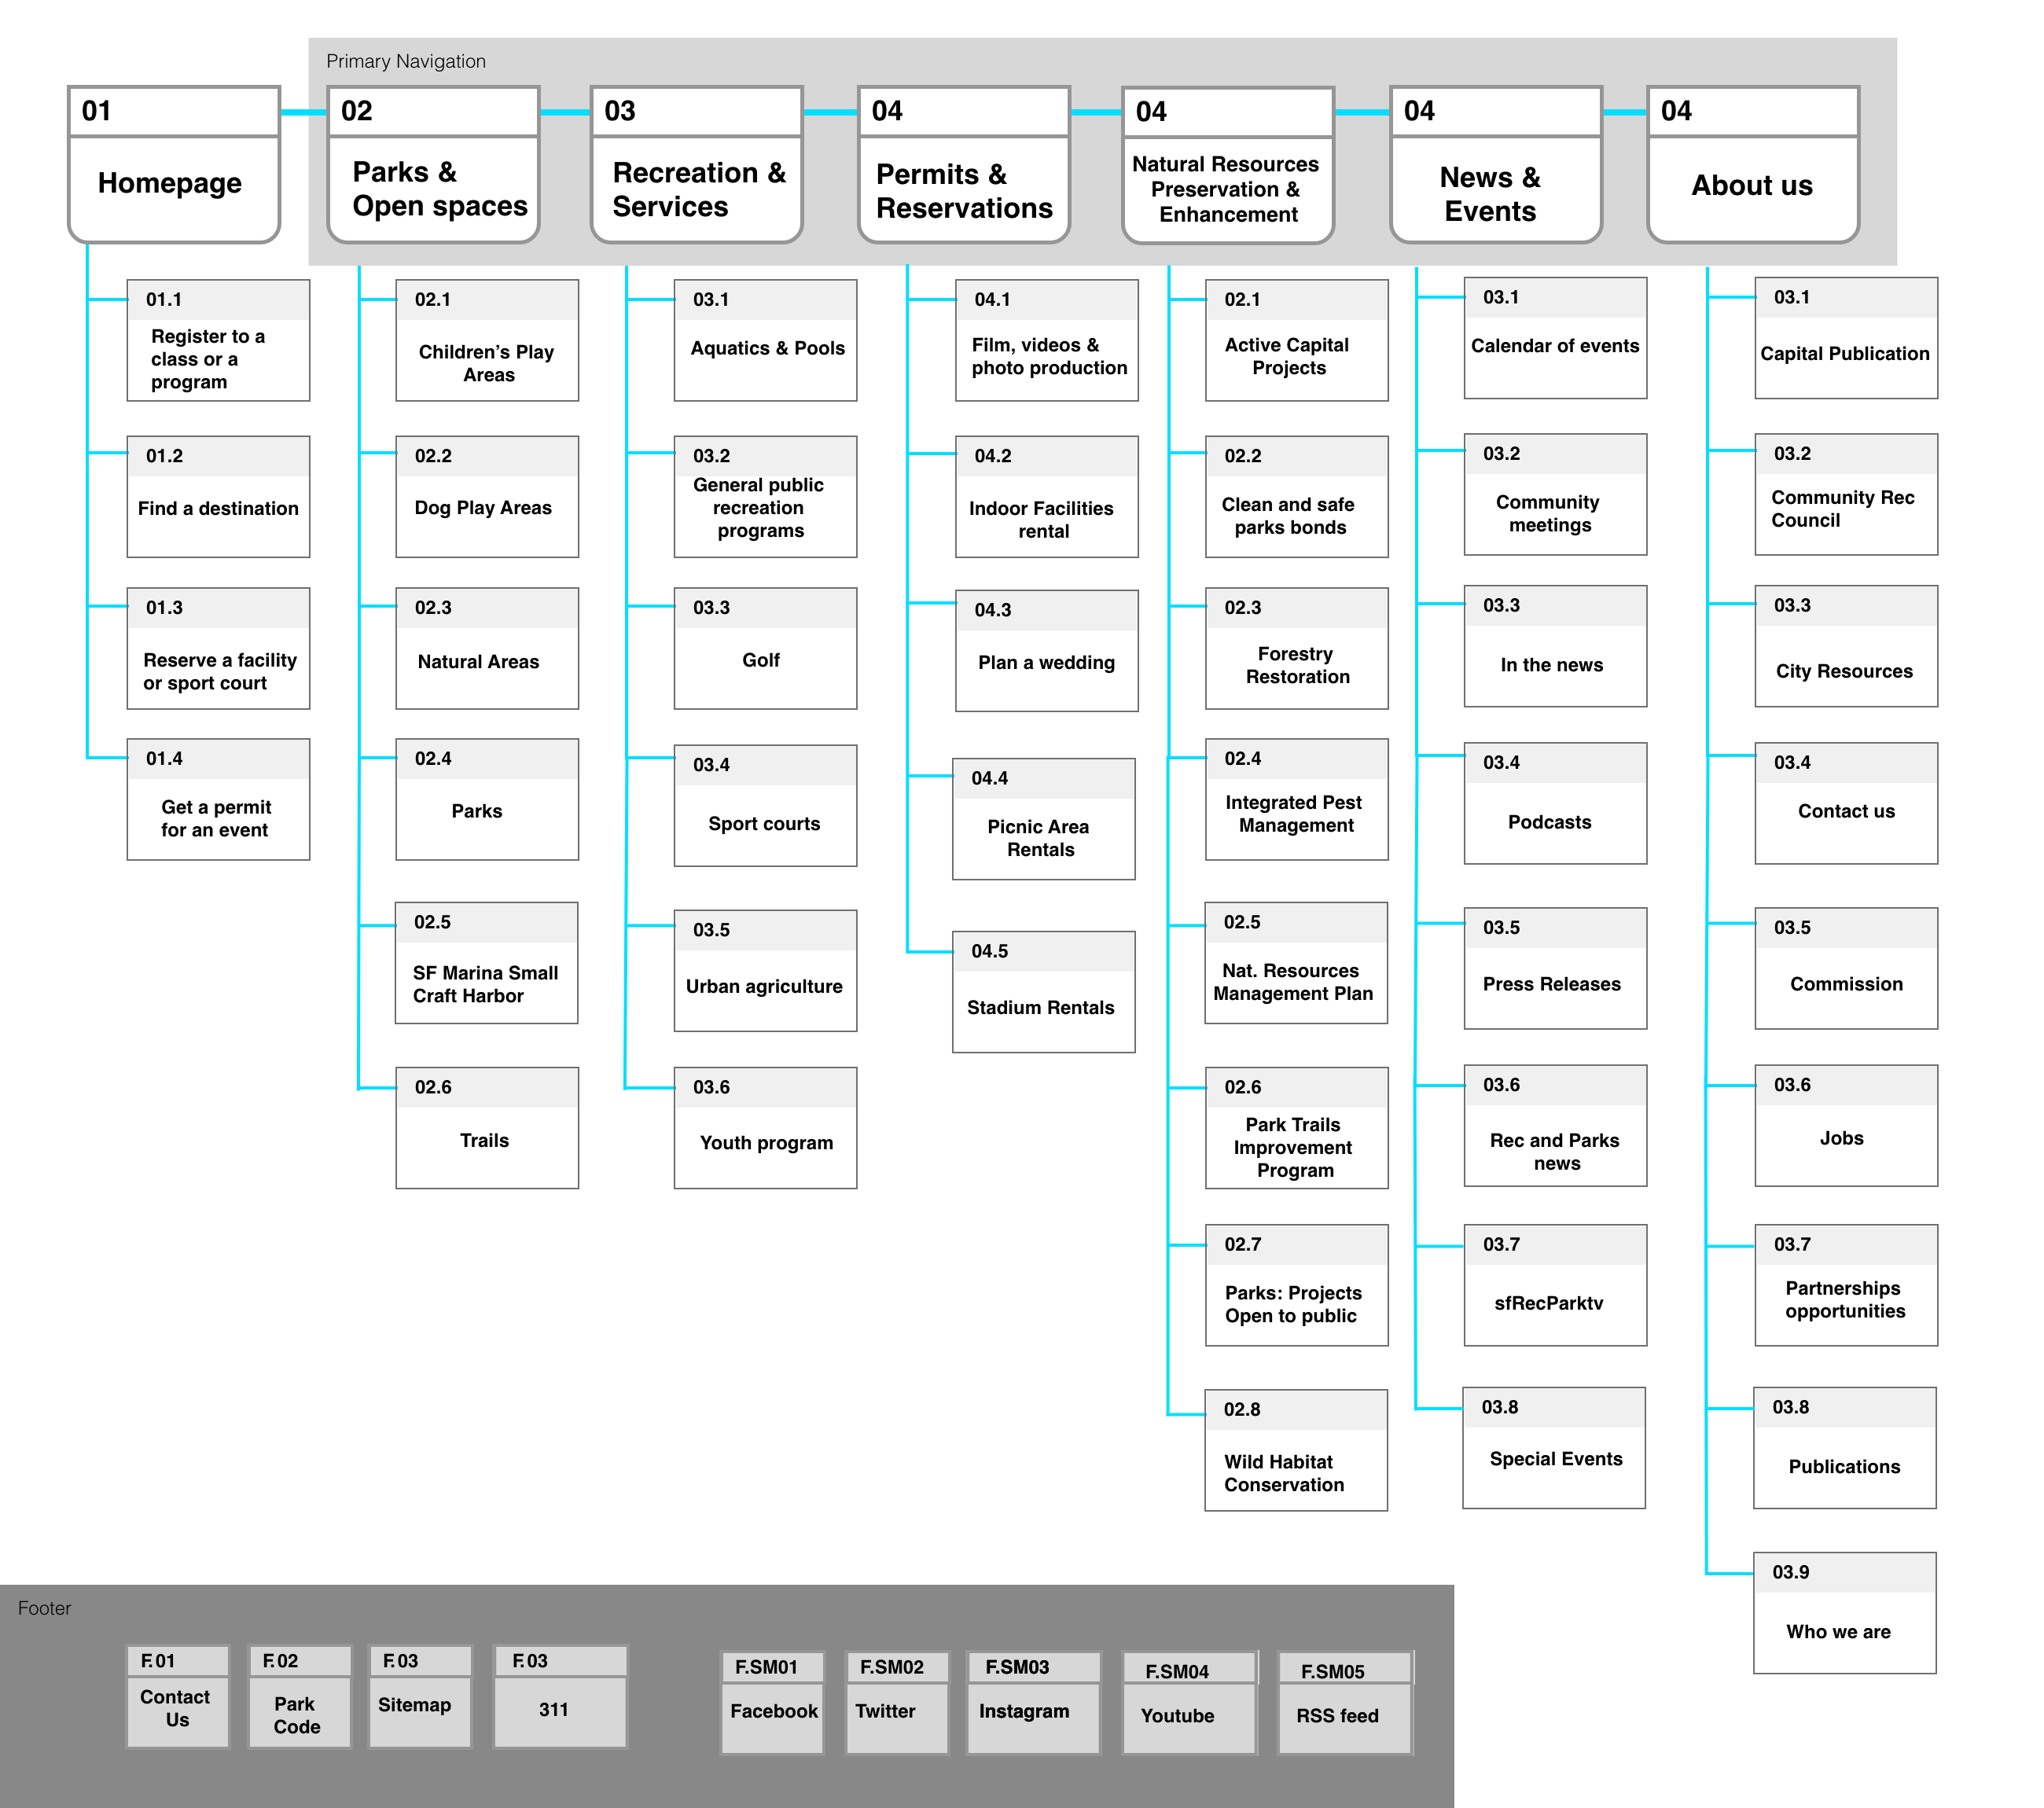 Primary Navigation
01
Homepage
02
Parks &
Open spaces
03
Recreation &
Services
04
Permits &
Reservations
04
Natural Resources
Preservation &
Enhancement
04
News &
Events
04
About us
01.1
Register to a
class or a
program
01.2
Find a destination
01.3
Reserve a facility
or sport court
01.4
Get a permit
for an event
02.1
Children’s Play
Areas
02.2
Dog Play Areas
02.3
Natural Areas
02.4
Parks
02.5
SF Marina Small
Craft Harbor
02.6
Trails
03.1
Aquatics & Pools
03.2
General public
recreation
programs
03.3
Golf
03.4
Sport courts
03.5
Urban agriculture
03.6
Youth program
04.1
Film, videos &
photo production
04.2
Indoor Facilities
rental
04.3
Plan a wedding
04.4
Picnic Area
Rentals
04.5
Stadium Rentals
02.1
Active Capital
Projects
02.2
Clean and safe
parks bonds
02.3
Forestry
Restoration
02.4
Integrated Pest
Management
02.5
Nat. Resources
Management Plan
02.6
Park Trails
Improvement
Program
02.7
Parks: Projects
Open to public
02.8
Wild Habitat
Conservation
03.1
Calendar of events
03.2
Community
meetings
03.3
In the news
03.4
Podcasts
03.5
Press Releases
03.6
Rec and Parks
news
03.7
sfRecParktv
03.8
Special Events
03.1
Capital Publication
03.2
Community Rec
Council
03.3
City Resources
03.4
Contact us
03.5
Commission
03.6
Jobs
03.7
Partnerships
opportunities
03.8
Publications
03.9
Who we are
Footer
F.01
Contact
Us
F.02
Park
Code
F.03
Sitemap
F.03
311
F.SM01
Facebook
F.SM02
Twitter
F.SM03
Instagram
F.SM04
Youtube
F.SM05
RSS feed